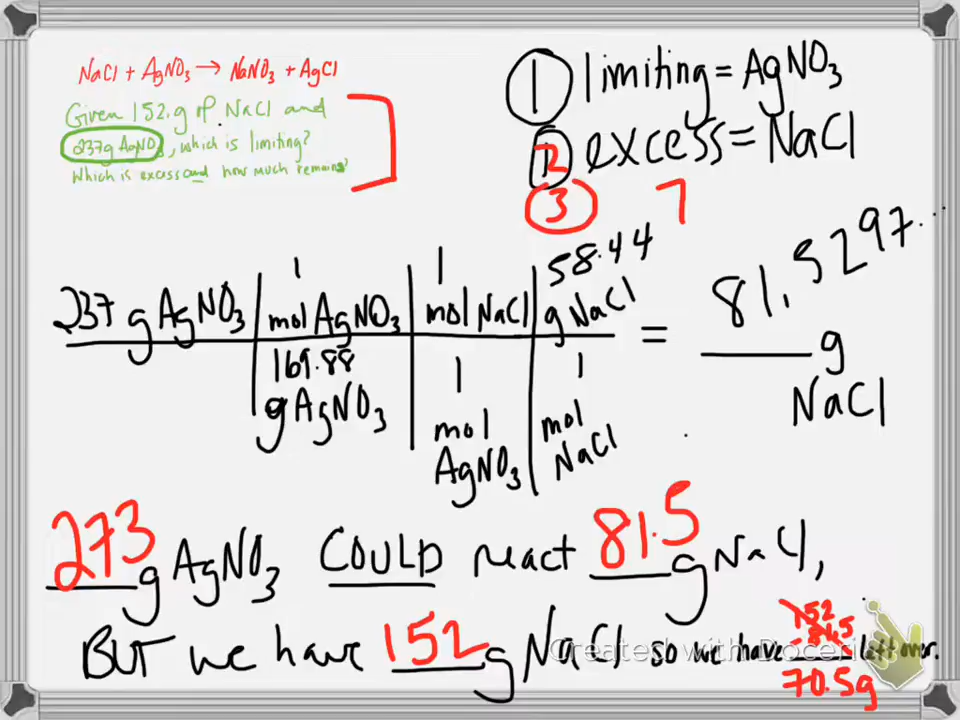 NaCl + AgNO3 → NaNO3 + AgCl
Given 152.g of NaCl and
237g AgNO3, which is limiting?
Which is excess and how much remains?
1 limiting = AgNO3
2 excess = NaCl
3 7
237 g AgNO3 | 1 mol AgNO3 | 1 mol NaCl | 58.44 g NaCl = 81.5297... g NaCl
169.88 g AgNO3 | 1 mol AgNO3 | 1 mol NaCl
273 g AgNO3 COULD react 81.5 g NaCl,
BUT we have 152 g NaCl so we have left over.
152
- 81.5
70.5g
Created with Doceri